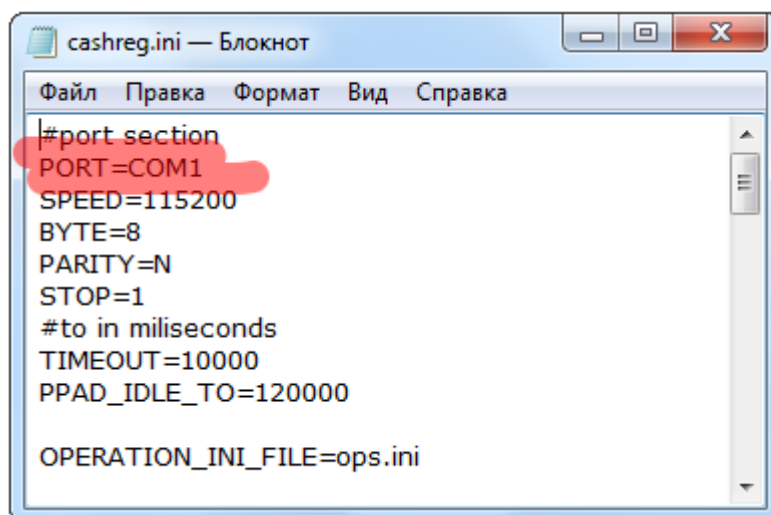 cashreg.ini — Блокнот
Файл Правка Формат Вид Справка
#port section
PORT=COM1
SPEED=115200
BYTE=8
PARITY=N
STOP=1
#to in miliseconds
TIMEOUT=10000
PPAD_IDLE_TO=120000
OPERATION_INI_FILE=ops.ini